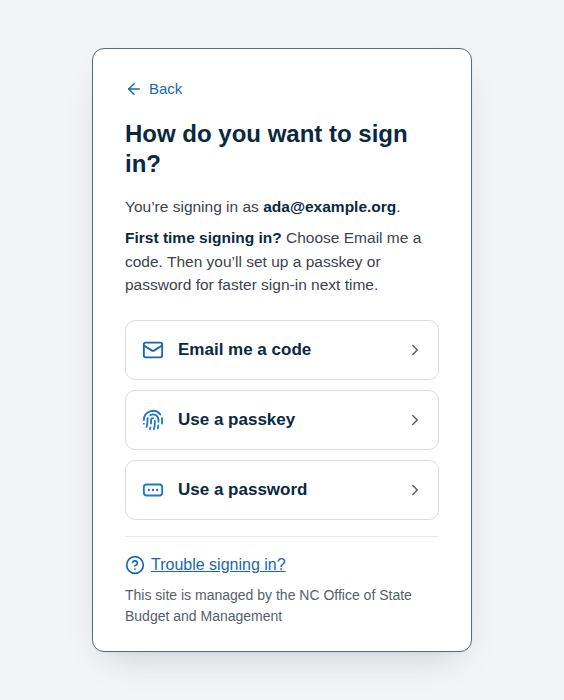 Back
How do you want to sign
in?
You’re signing in as ada@example.org.
First time signing in? Choose Email me a
code. Then you’ll set up a passkey or
password for faster sign-in next time.
Email me a code
Use a passkey
Use a password
Trouble signing in?
This site is managed by the NC Office of State
Budget and Management